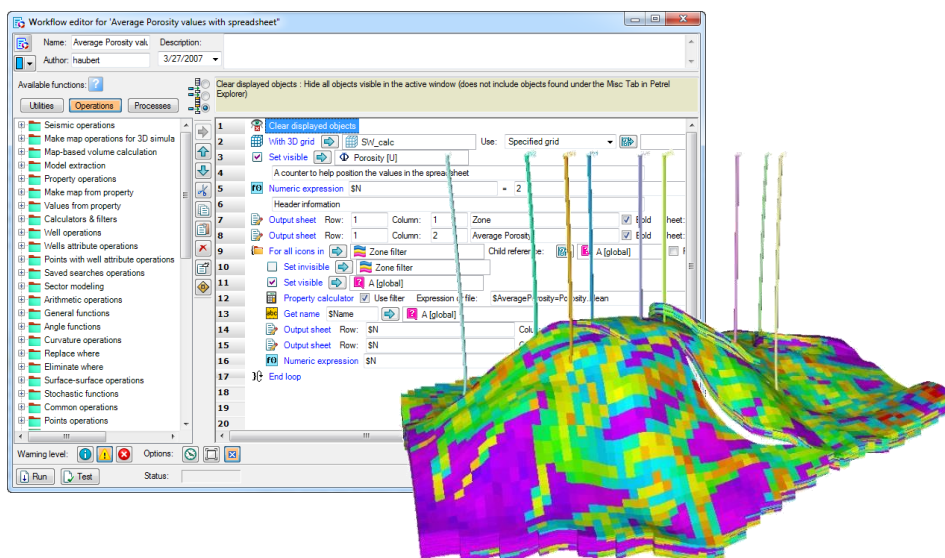 Workflow editor for 'Average Porosity values with spreadsheet"
Name: Average Porosity valu Description:
Author: haubert 3/27/2007
Available functions: ?
Utilities Operations Processes
Clear displayed objects : Hide all objects visible in the active window (does not include objects found under the Misc Tab in Petrel Explorer)
Seismic operations
Make map operations for 3D simula
Map-based volume calculation
Model extraction
Property operations
Make map from property
Values from property
Calculators & filters
Well operations
Wells attribute operations
Points with well attribute operations
Saved searches operations
Sector modeling
Arithmetic operations
General functions
Angle functions
Curvature operations
Replace where
Eliminate where
Surface-surface operations
Stochastic functions
Common operations
Points operations
1 Clear displayed objects
2 With 3D grid SW_calc Use: Specified grid
3 Set visible Porosity [U]
4 A counter to help position the values in the spreadsheet
5 f() Numeric expression $N = 2
6 Header information
7 Output sheet Row: 1 Column: 1 Zone Bold heet:
8 Output sheet Row: 1 Column: 2 Average Porosity Bold heet:
9 For all icons in Zone filter Child reference: A [global]
10 Set invisible Zone filter
11 Set visible A [global]
12 Property calculator Use filter Expression or file: $AveragePorosity=Porosity.Mean
13 abc Get name $Name A [global]
14 Output sheet Row: $N Colu
15 Output sheet Row: $N
16 f() Numeric expression $N
17 End loop
18
19
20
Warning level: Options:
Run Test Status: